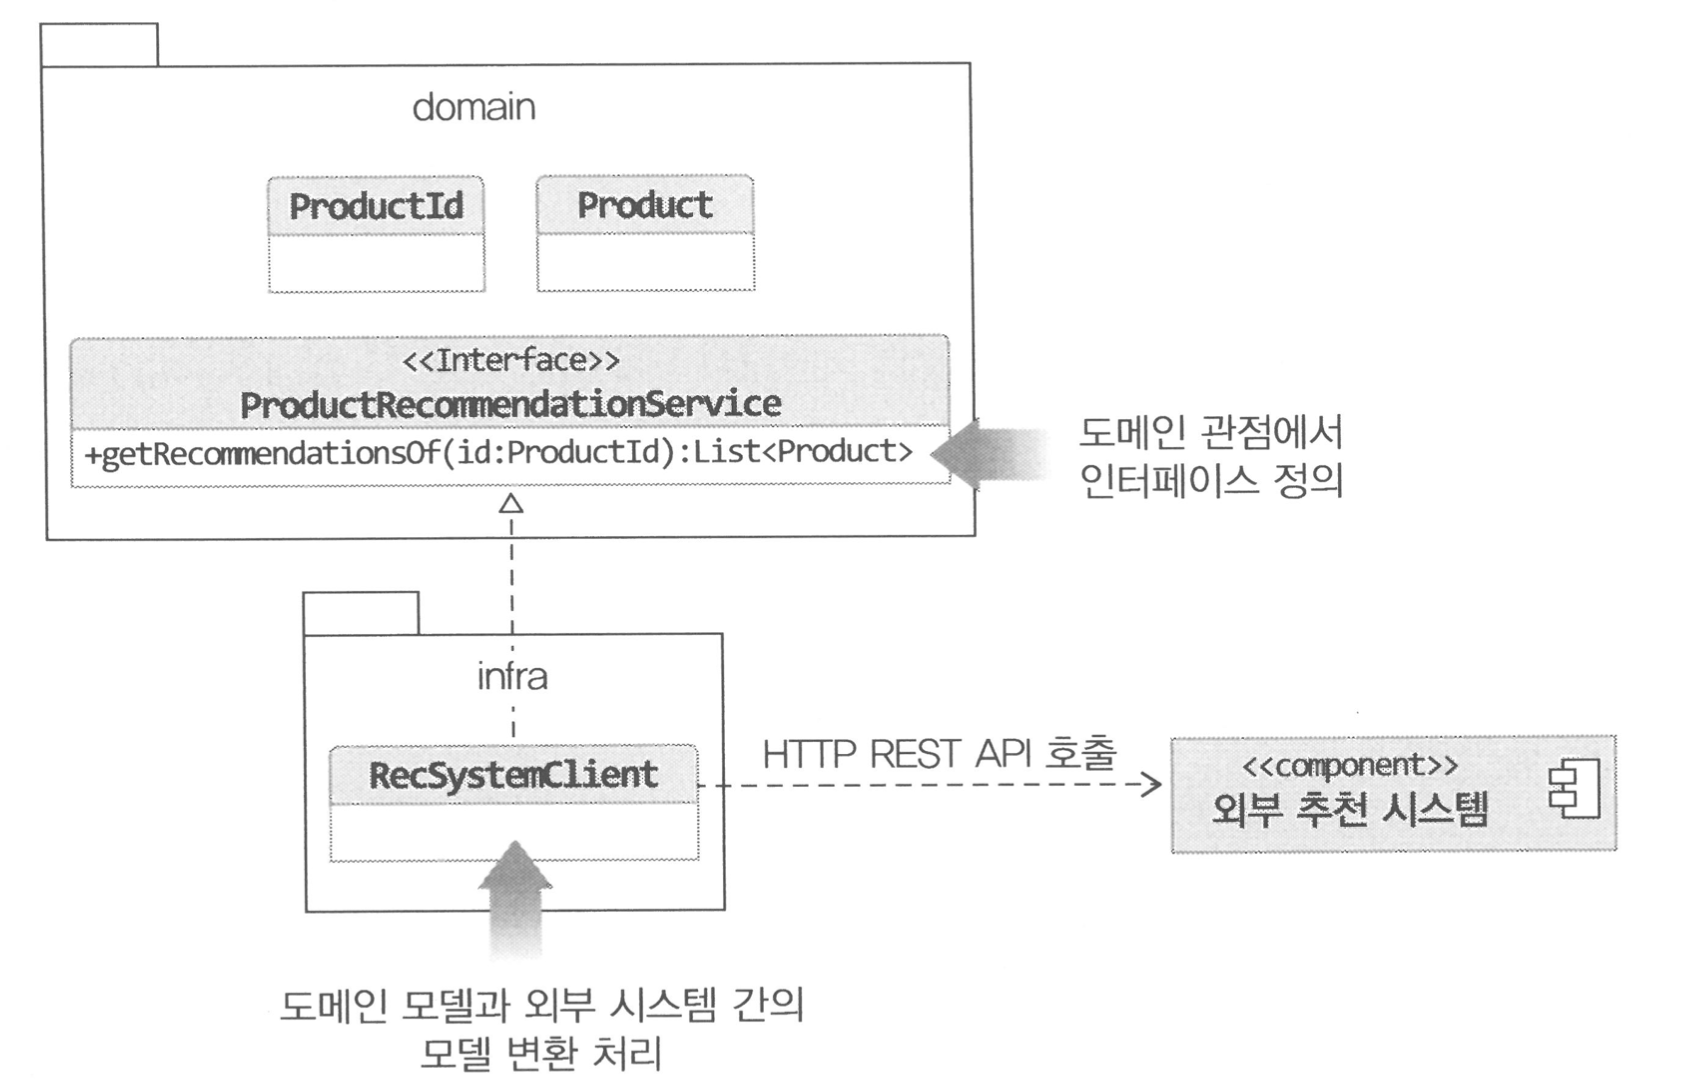 domain
ProductId
Product
<<Interface>>
ProductRecommendationService
+getRecommendationsOf(id:ProductId):List<Product>
도메인 관점에서
인터페이스 정의
infra
RecSystemClient
HTTP REST API 호출
<<component>>
외부 추천 시스템
도메인 모델과 외부 시스템 간의
모델 변환 처리